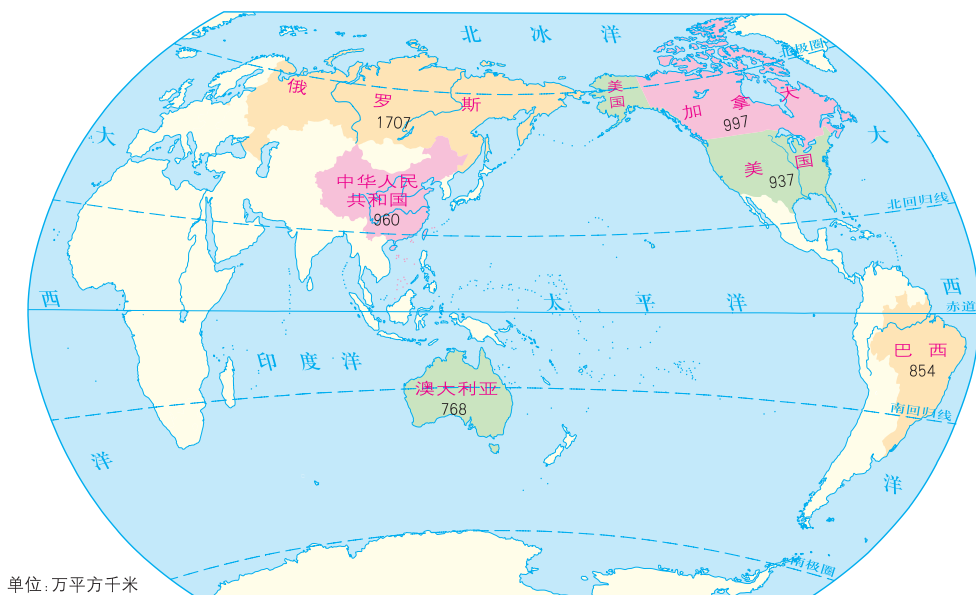 北冰洋
北极圈
美
国
俄罗斯
1707
加拿大
997
大
大
美国
937
中华人民
共和国
960
北回归线
西
太平洋
西
赤道
印度洋
巴西
854
澳大利亚
768
南回归线
洋
洋
南极圈
单位:万平方千米